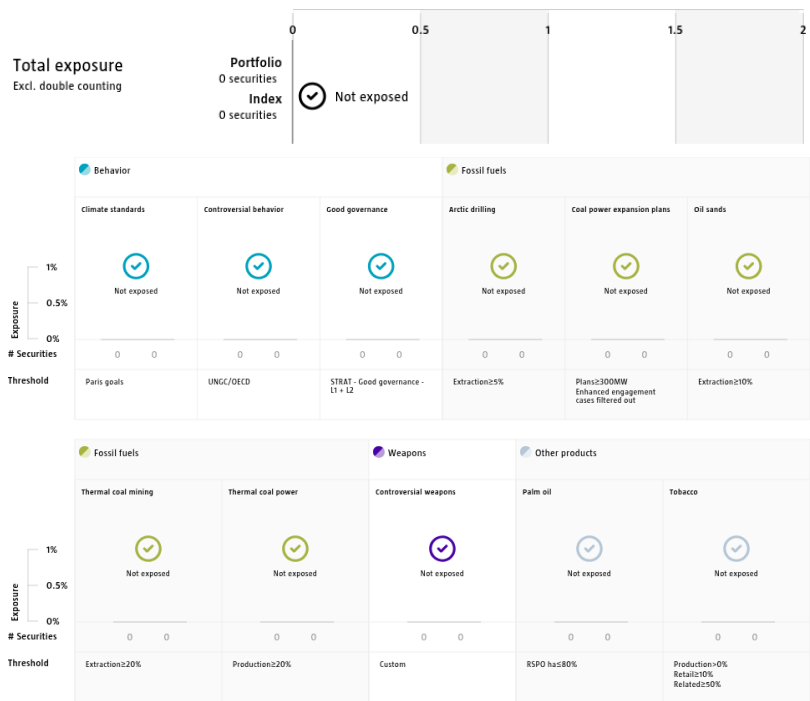 0 0.5 1 1.5 2
Total exposure
Excl. double counting
Portfolio
0 securities
Index
0 securities
Not exposed
Behavior Fossil fuels
Climate standards Controversial behavior Good governance Arctic drilling Coal power expansion plans Oil sands
Not exposed Not exposed Not exposed Not exposed Not exposed Not exposed
Exposure
1%
0.5%
0%
# Securities 0 0 0 0 0 0 0 0 0 0 0 0
Threshold Paris goals UNGC/OECD STRAT - Good governance - Extraction≥5% Plans≥300MW Extraction≥10%
L1 + L2 Enhanced engagement
cases filtered out
Fossil fuels Weapons Other products
Thermal coal mining Thermal coal power Controversial weapons Palm oil Tobacco
Not exposed Not exposed Not exposed Not exposed Not exposed
Exposure
1%
0.5%
0%
# Securities 0 0 0 0 0 0 0 0 0 0
Threshold Extraction≥20% Production≥20% Custom RSPO ha≤80% Production>0%
Retail≥10%
Related≥50%